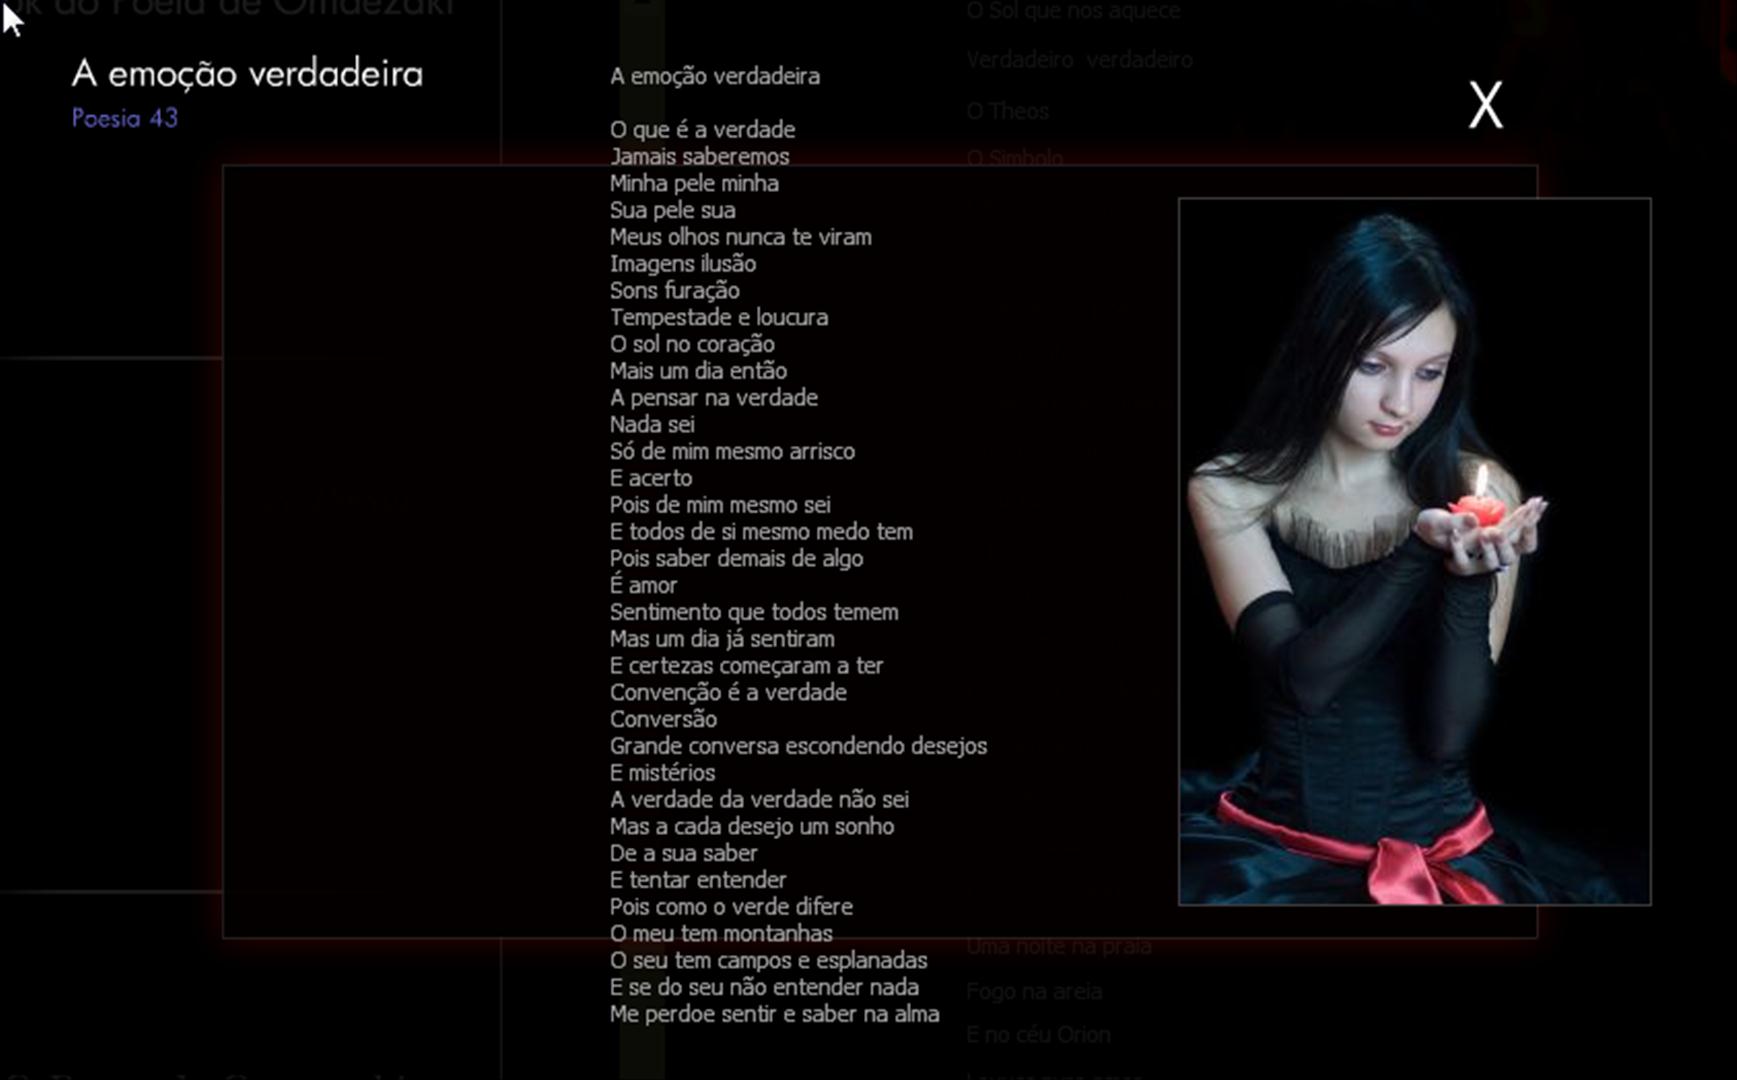 do Poeta de Omaezaki
A emoção verdadeira
Poesia 43
X
A emoção verdadeira
O que é a verdade
Jamais saberemos
Minha pele minha
Sua pele sua
Meus olhos nunca te viram
Imagens ilusão
Sons furação
Tempestade e loucura
O sol no coração
Mais um dia então
A pensar na verdade
Nada sei
Só de mim mesmo arrisco
E acerto
Pois de mim mesmo sei
E todos de si mesmo medo tem
Pois saber demais de algo
É amor
Sentimento que todos temem
Mas um dia já sentiram
E certezas começaram a ter
Convenção é a verdade
Conversão
Grande conversa escondendo desejos
E mistérios
A verdade da verdade não sei
Mas a cada desejo um sonho
De a sua saber
E tentar entender
Pois como o verde difere
O meu tem montanhas
O seu tem campos e esplanadas
E se do seu não entender nada
Me perdoe sentir e saber na alma
O Sol que nos aquece
Verdadeiro verdadeiro
O Theos
O Simbolo
Uma noite na praia
Fogo na areia
E no céu Orion